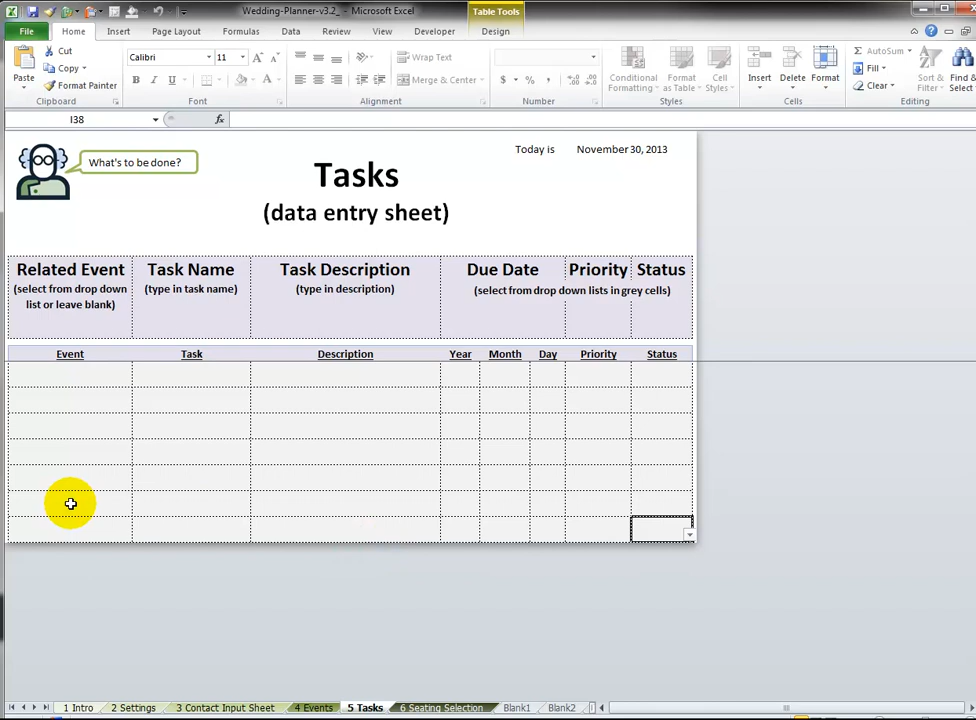 Wedding-Planner-v3.2_ - Microsoft Excel
Table Tools
File Home Insert Page Layout Formulas Data Review View Developer Design
Paste
Cut
Copy
Format Painter
Clipboard
Calibri 11
B I U
Font
Wrap Text
Merge & Center
Alignment
$ % ,
Number
Conditional Formatting
Format as Table
Cell Styles
Styles
Insert Delete Format
Cells
Σ AutoSum
Fill
Clear
Sort & Filter
Find & Select
Editing
I38 fx
What's to be done?
Today is November 30, 2013
Tasks
(data entry sheet)
Related Event Task Name Task Description Due Date Priority Status
(select from drop down list or leave blank) (type in task name) (type in description) (select from drop down lists in grey cells)
Event Task Description Year Month Day Priority Status
1 Intro 2 Settings 3 Contact Input Sheet 4 Events 5 Tasks 6 Seating Selection Blank1 Blank2